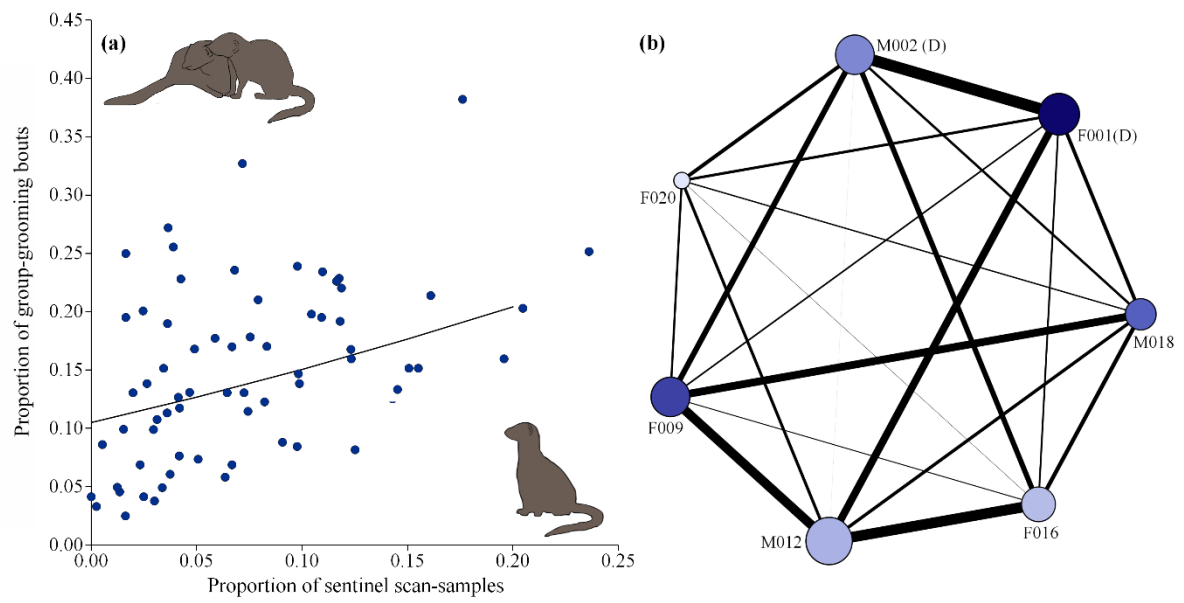 (a)
Proportion of group-grooming bouts
0.45
0.40
0.35
0.30
0.25
0.20
0.15
0.10
0.05
0.00
0.00 0.05 0.10 0.15 0.20 0.25
Proportion of sentinel scan-samples
(b)
M002 (D)
F001(D)
F020
M018
F009
F016
M012